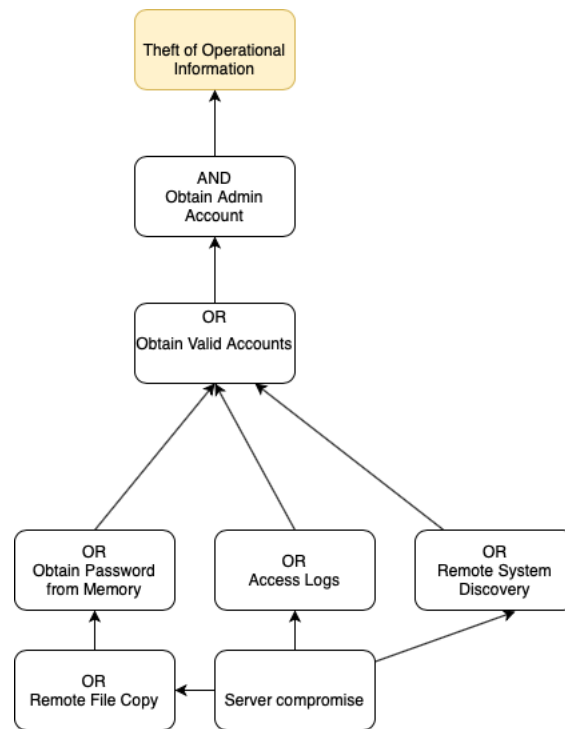 Theft of Operational
Information
AND
Obtain Admin
Account
OR
Obtain Valid Accounts
OR
Obtain Password
from Memory
OR
Access Logs
OR
Remote System
Discovery
OR
Remote File Copy
Server compromise